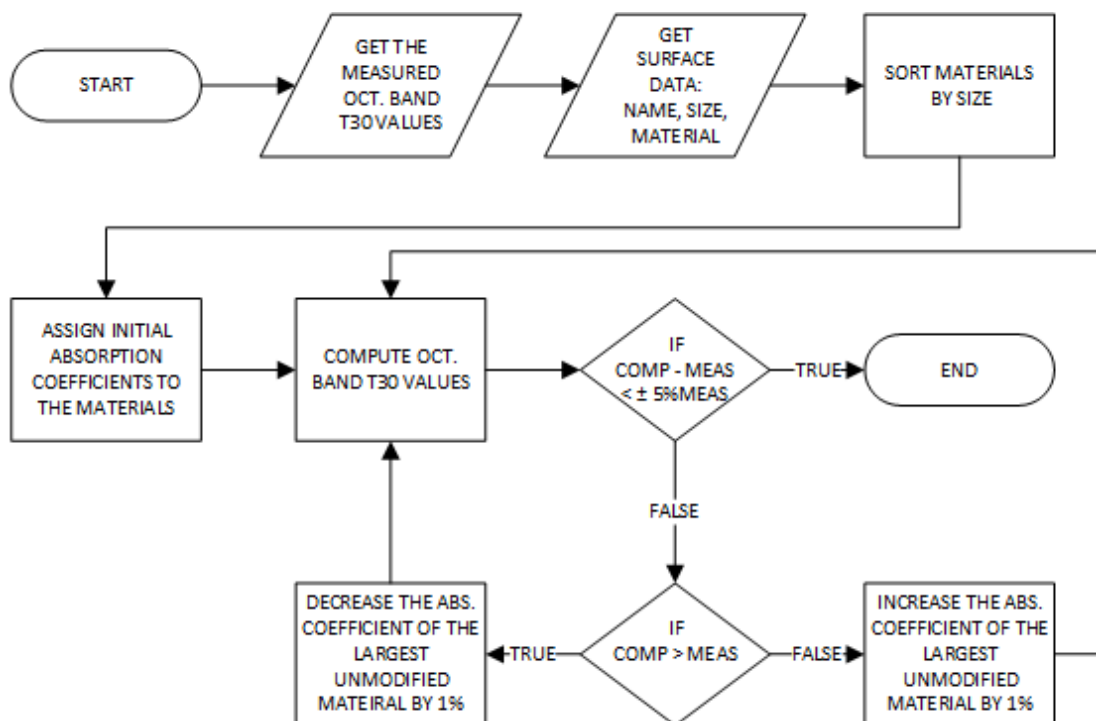 START
GET THE
MEASURED
OCT. BAND
T30 VALUES
GET
SURFACE
DATA:
NAME, SIZE,
MATERIAL
SORT MATERIALS
BY SIZE
ASSIGN INITIAL
ABSORPTION
COEFFICIENTS TO
THE MATERIALS
COMPUTE OCT.
BAND T30 VALUES
IF
COMP - MEAS
< ± 5%MEAS
TRUE
END
FALSE
DECREASE THE ABS.
COEFFICIENT OF THE
LARGEST
UNMODIFIED
MATEIRAL BY 1%
TRUE
IF
COMP > MEAS
FALSE
INCREASE THE ABS.
COEFFICIENT OF THE
LARGEST
UNMODIFIED
MATERIAL BY 1%